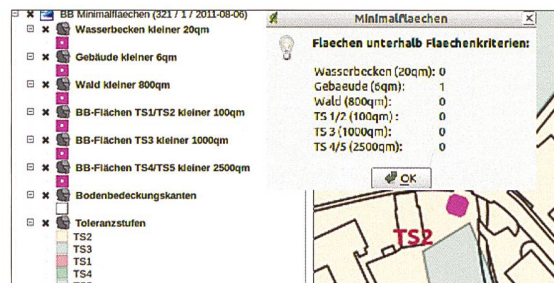 BB Minimalflaechen (321 / 1 / 2011-08-06)
Wasserbecken kleiner 20qm
Gebäude kleiner 6qm
Wald kleiner 800qm
BB-Flächen TS1/TS2 kleiner 100qm
BB-Flächen TS3 kleiner 1000qm
BB-Flächen TS4/TS5 kleiner 2500qm
Bodenbedeckungskanten
Toleranzstufen
TS2
TS3
TS1
TS4
Minimalflaechen
Flaechen unterhalb Flaechenkriterien:
Wasserbecken (20qm): 0
Gebaeude (6qm): 1
Wald (800qm): 0
TS 1/2 (100qm) : 0
TS 3 (1000qm): 0
TS 4/5 (2500qm): 0
OK
TS2